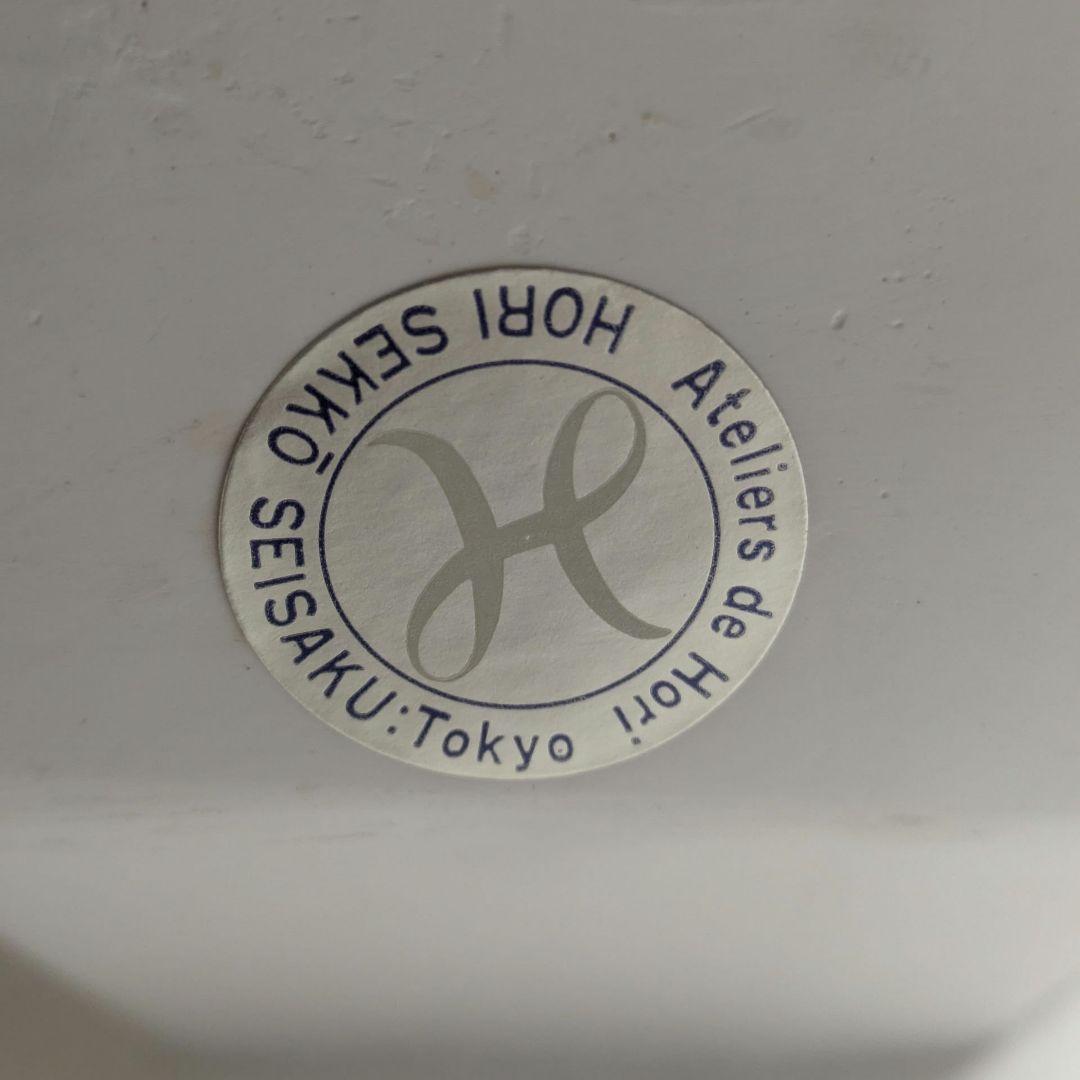 Ateliers de Hori
HORI SEKKŌ SEISAKU:Tokyo
H